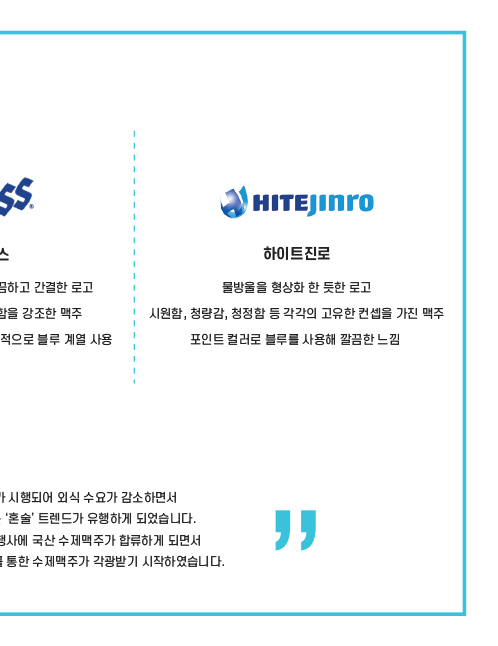 SS
HITEJINRO
스
하이트진로
끔하고 간결한 로고
함을 강조한 맥주
적으로 블루 계열 사용
물방울을 형상화 한 듯한 로고
시원함, 청량감, 청정함 등 각각의 고유한 컨셉을 가진 맥주
포인트 컬러로 블루를 사용해 깔끔한 느낌
가 시행되어 외식 수요가 감소하면서
‘혼술’ 트렌드가 유행하게 되었습니다.
행사에 국산 수제맥주가 합류하게 되면서
를 통한 수제맥주가 각광받기 시작하였습니다.
”